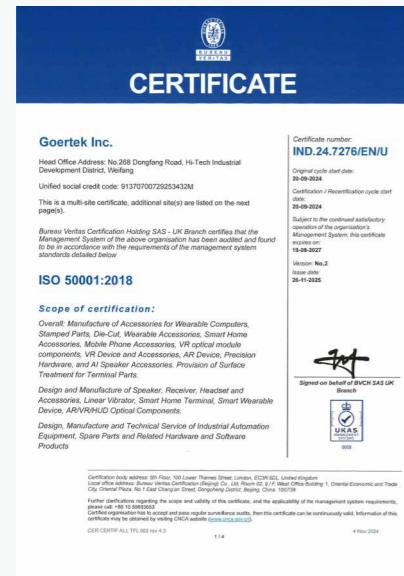 BUREAU
VERITAS
CERTIFICATE
Goertek Inc.
Head Office Address: No.268 Dongfang Road, Hi-Tech Industrial
Development District, Weifang
Unified social credit code: 91370700729253432M
This is a multi-site certificate, additional site(s) are listed on the next
page(s).
Bureau Veritas Certification Holding SAS - UK Branch certifies that the
Management System of the above organisation has been audited and found
to be in accordance with the requirements of the management system
standards detailed below
ISO 50001:2018
Scope of certification:
Overall: Manufacture of Accessories for Wearable Computers,
Stamped Parts, Die-Cut, Wearable Accessories, Smart Home
Accessories, Mobile Phone Accessories, VR optical module
components, VR Device and Accessories, AR Device, Precision
Hardware, and AI Speaker Accessories. Provision of Surface
Treatment for Terminal Parts.
Design and Manufacture of Speaker, Receiver, Headset and
Accessories, Linear Vibrator, Smart Home Terminal, Smart Wearable
Device, AR/VR/HUD Optical Components.
Design, Manufacture and Technical Service of Industrial Automation
Equipment, Spare Parts and Related Hardware and Software
Products
Certificate number:
IND.24.7276/EN/U
Original cycle start date:
20-09-2024
Certification / Recertification cycle start
date:
20-09-2024
Subject to the continued satisfactory
operation of the organisation's
Management System, this certificate
expires on:
19-09-2027
Version: No.2
Issue date:
26-11-2025
Signed on behalf of BVCH SAS UK
Branch
UKAS
MANAGEMENT
SYSTEMS
0008
Certification body address: 5th Floor, 100 Lower Thames Street, London, EC3R 6DL, United Kingdom
Local office address: Bureau Veritas Certification (Beijing) Co., Ltd. Room 02, 9 / F, West Office Building 1, Oriental Economic and Trade
City, Oriental Plaza, No.1 East Chang'an Street, Dongcheng District, Beijing, China. 100738
Further clarifications regarding the scope and validity of this certificate, and the applicability of the management system requirements,
please call: +86 10 59683663
Certified organisation has to accept and pass regular surveillance audits, then this certificate can be continuously valid. Information of this
certificate may be obtained by visiting CNCA website (www.cnca.gov.cn).
CER CERTIF ALL TPL 002 rev 4.3
4 Nov 2024
1 / 4